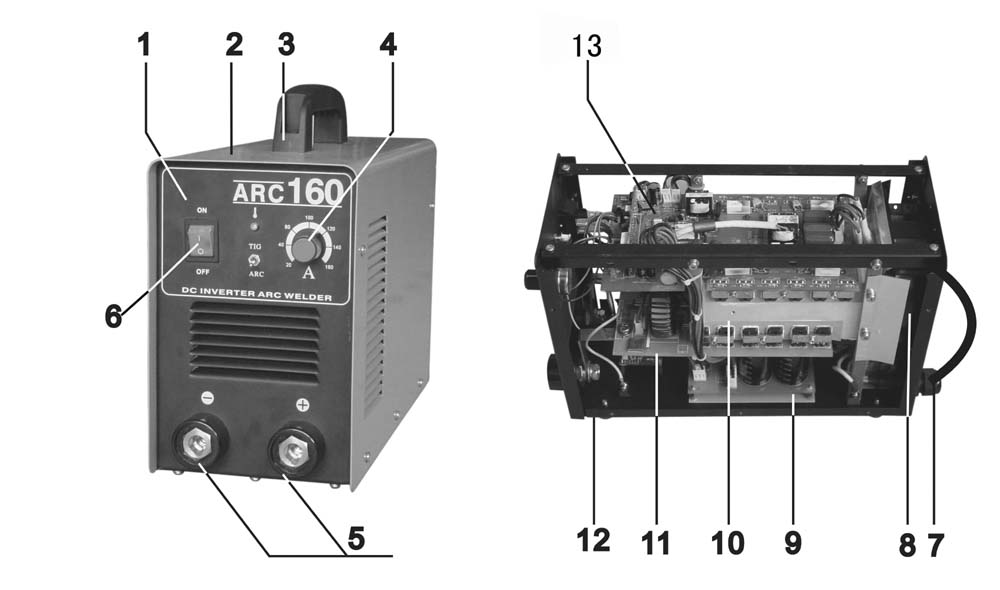 1 2 3 4
13
ARC160
ON
OFF
TIG
ARC
20 40 60 80 100 120 140 160
A
DC INVERTER ARC WELDER
6
5
12 11 10 9 8 7
I
O
− +